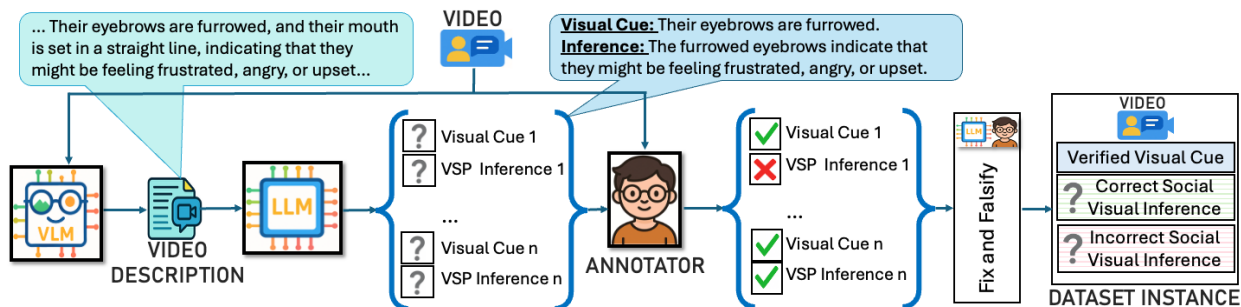 ... Their eyebrows are furrowed, and their mouth
is set in a straight line, indicating that they
might be feeling frustrated, angry, or upset...
VIDEO
Visual Cue: Their eyebrows are furrowed.
Inference: The furrowed eyebrows indicate that
they might be feeling frustrated, angry, or upset.
VLM
VIDEO
DESCRIPTION
LLM
? Visual Cue 1
? VSP Inference 1
...
? Visual Cue n
? VSP Inference n
ANNOTATOR
Visual Cue 1
VSP Inference 1
...
Visual Cue n
VSP Inference n
LLM
Fix and Falsify
VIDEO
Verified Visual Cue
? Correct Social
Visual Inference
? Incorrect Social
Visual Inference
DATASET INSTANCE